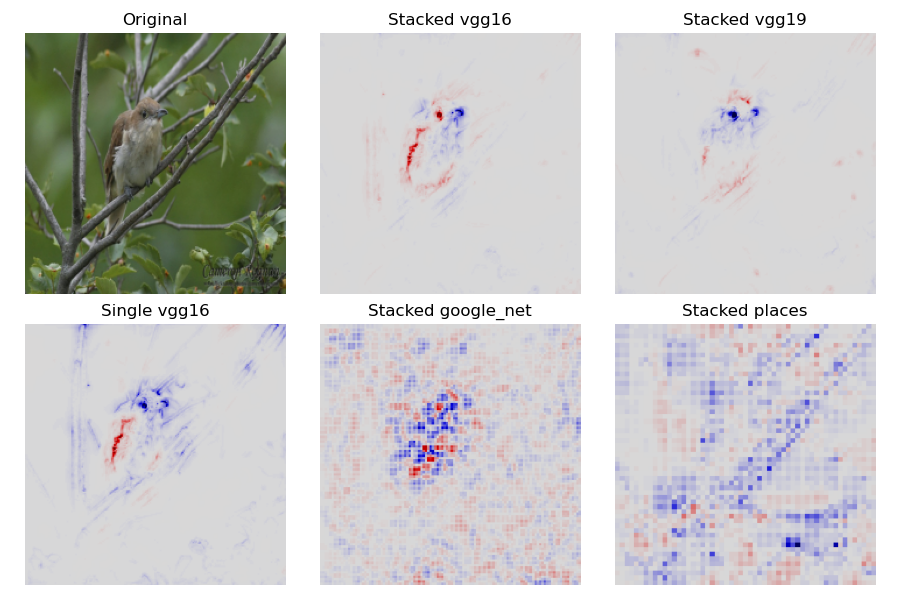 Original
Stacked vgg16
Stacked vgg19
Single vgg16
Stacked google_net
Stacked places